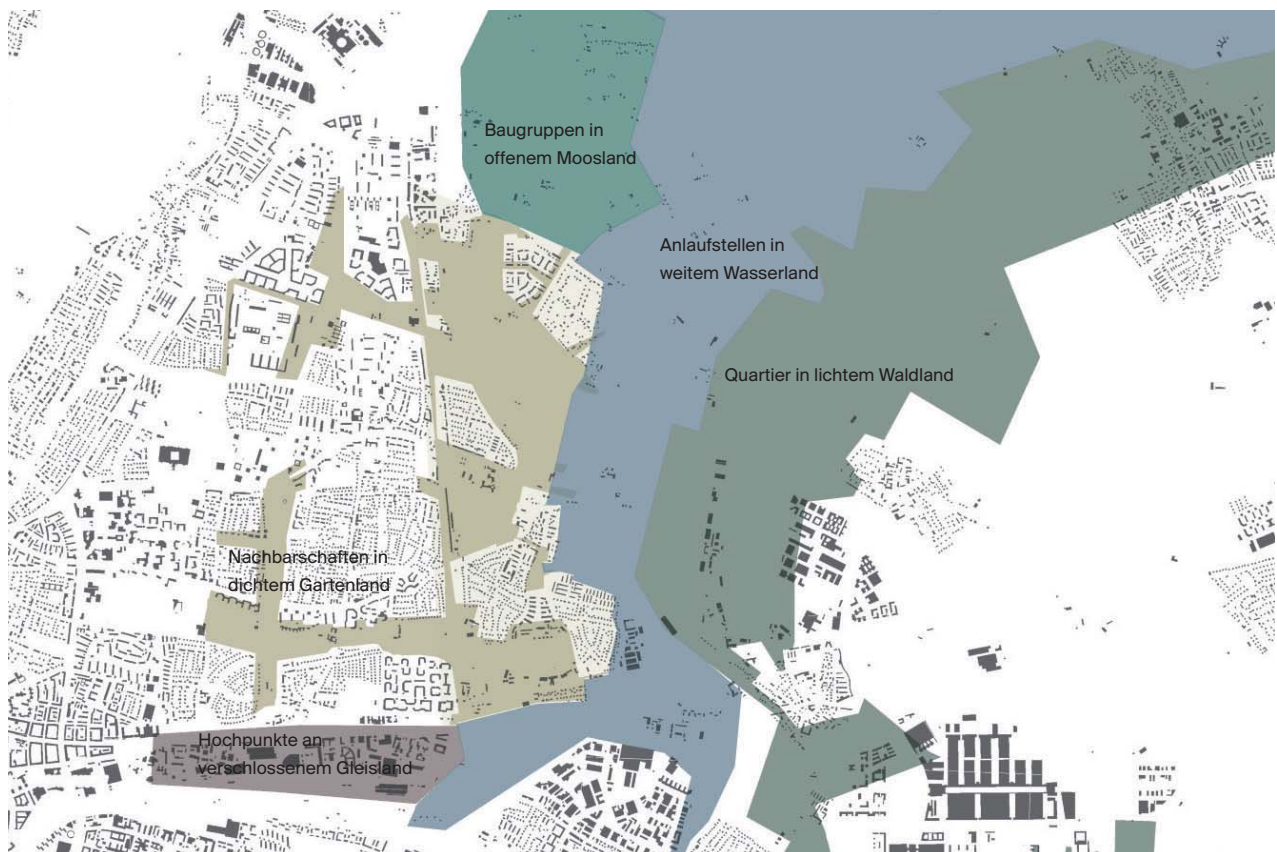 Baugruppen in
offenem Moosland
Anlaufstellen in
weitem Wasserland
Quartier in lichtem Waldland
Nachbarschaften in
dichtem Gartenland
Hochpunkte an
verschlossenem Gleisland